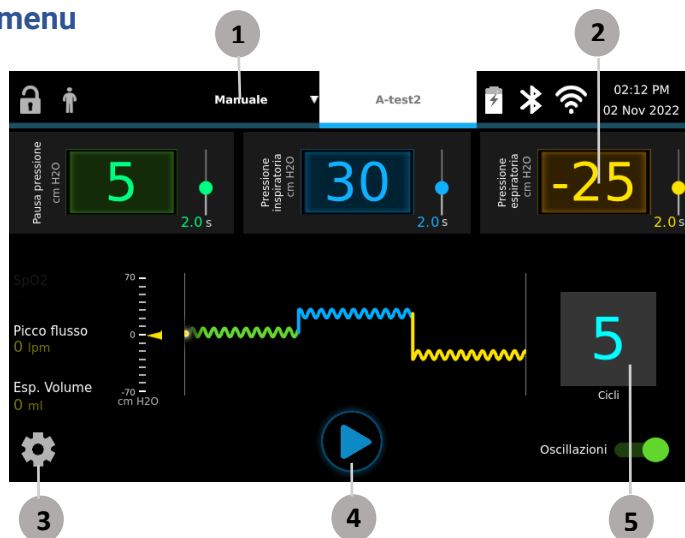 menu
1
2
Manuale
A-test2
02:12 PM
02 Nov 2022
Pausa pressione
cm H2O
5
2.0 s
Pressione
inspiratoria
cm H2O
30
2.0 s
Pressione
espiratoria
cm H2O
-25
2.0 s
SpO2
--
Picco flusso
0 lpm
Esp. Volume
0 ml
70
0
-70
cm H2O
5
Cicli
Oscillazioni
3
4
5